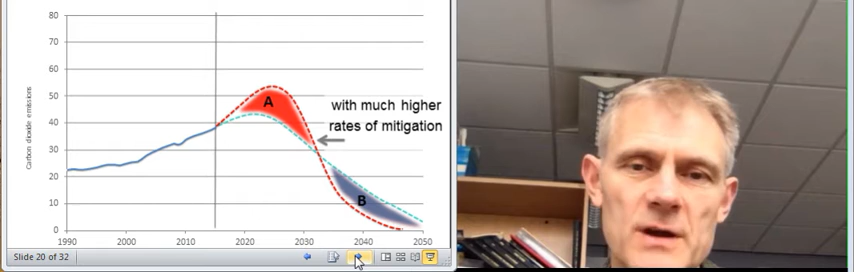 80
70
60
50
40
30
20
10
0
Carbon dioxide emissions
A
with much higher
rates of mitigation
B
1990 2000 2010 2020 2030 2040 2050
Slide 20 of 32